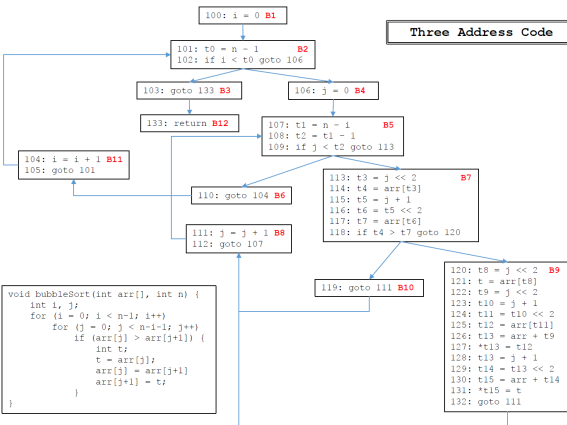 100: i = 0 B1
Three Address Code
101: t0 = n - 1 B2
102: if i < t0 goto 106
103: goto 133 B3
106: j = 0 B4
133: return B12
107: t1 = n - i B5
108: t2 = t1 - 1
109: if j < t2 goto 113
104: i = i + 1 B11
105: goto 101
110: goto 104 B6
113: t3 = j << 2 B7
114: t4 = arr[t3]
115: t5 = j + 1
116: t6 = t5 << 2
117: t7 = arr[t6]
118: if t4 > t7 goto 120
111: j = j + 1 B8
112: goto 107
119: goto 111 B10
120: t8 = j << 2 B9
121: t = arr[t8]
122: t9 = j << 2
123: t10 = j + 1
124: t11 = t10 << 2
125: t12 = arr[t11]
126: t13 = arr + t9
127: *t13 = t12
128: t13 = j + 1
129: t14 = t13 << 2
130: t15 = arr + t14
131: *t15 = t
132: goto 111
void bubbleSort(int arr[], int n) {
int i, j;
for (i = 0; i < n-1; i++)
for (j = 0; j < n-i-1; j++)
if (arr[j] > arr[j+1]) {
int t;
t = arr[j];
arr[j] = arr[j+1]
arr[j+1] = t;
}
}